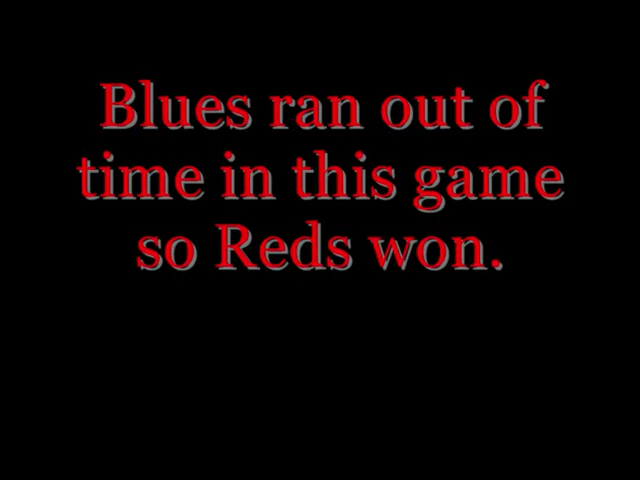 Blues ran out of
time in this game
so Reds won.